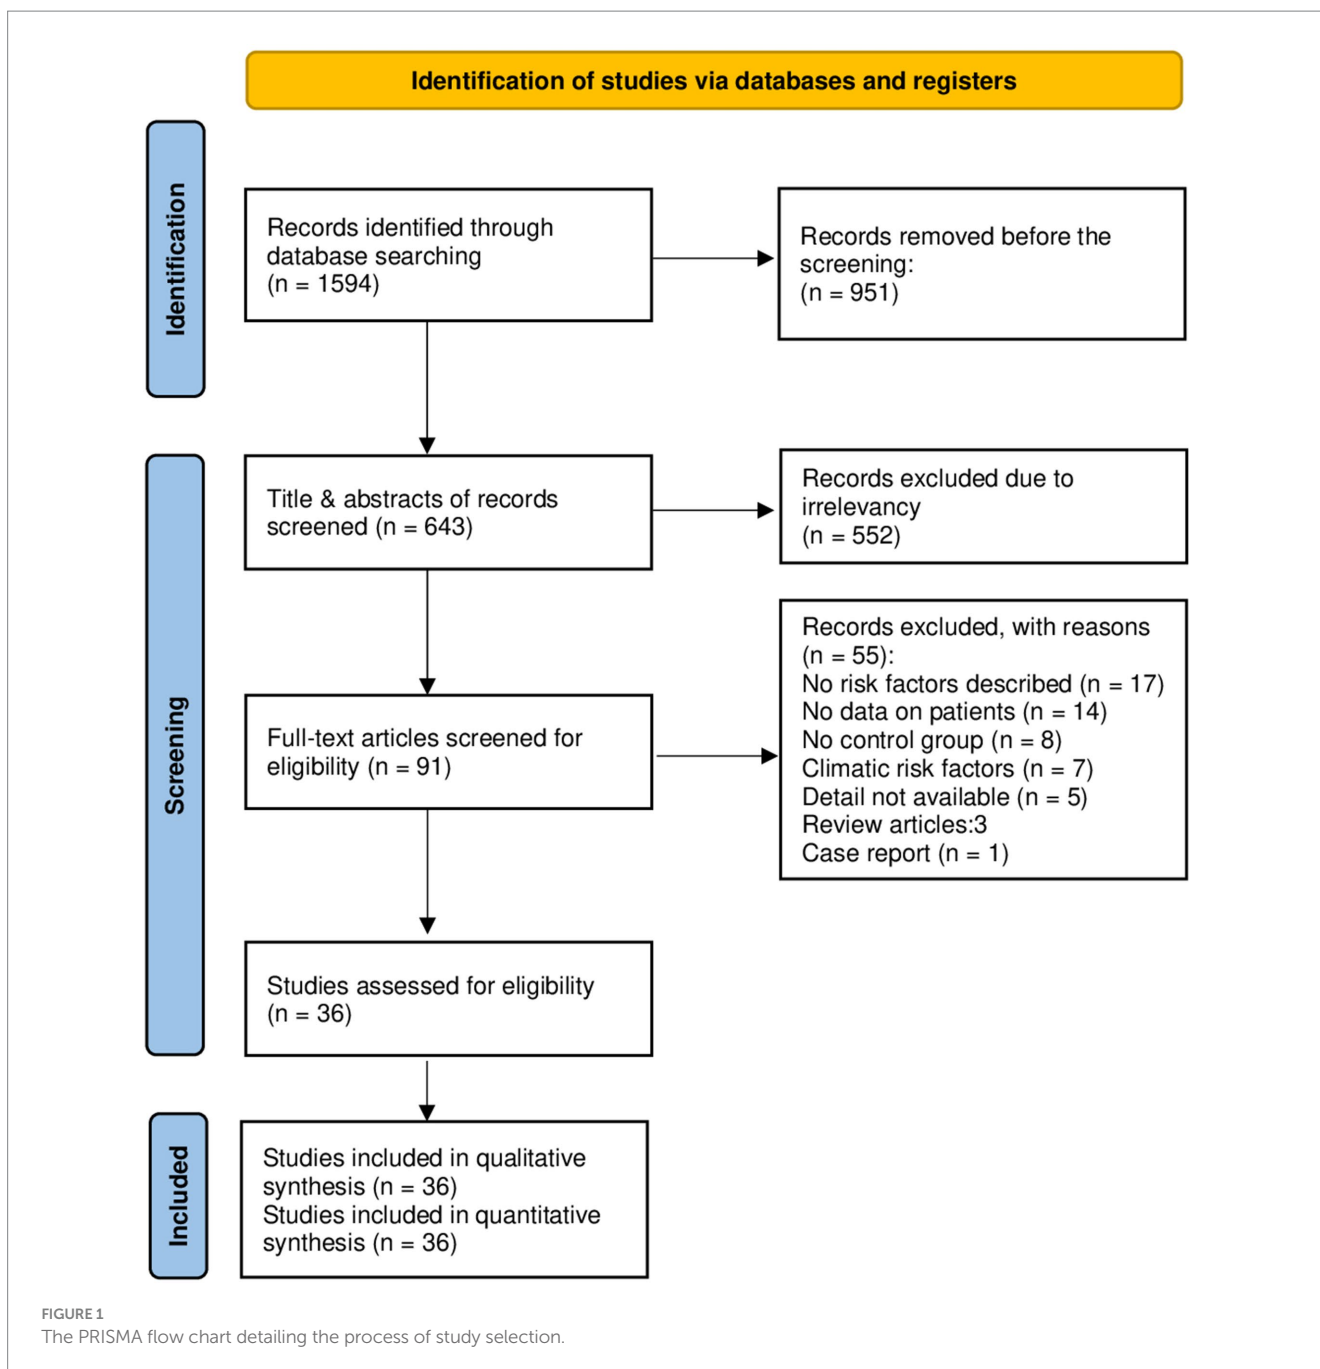 Identification of studies via databases and registers
Identification
Records identified through
database searching
(n = 1594)
Records removed before the
screening:
(n = 951)
Screening
Title & abstracts of records
screened (n = 643)
Records excluded due to
irrelevancy
(n = 552)
Full-text articles screened for
eligibility (n = 91)
Records excluded, with reasons
(n = 55):
No risk factors described (n = 17)
No data on patients (n = 14)
No control group (n = 8)
Climatic risk factors (n = 7)
Detail not available (n = 5)
Review articles:3
Case report (n = 1)
Studies assessed for eligibility
(n = 36)
Included
Studies included in qualitative
synthesis (n = 36)
Studies included in quantitative
synthesis (n = 36)
FIGURE 1
The PRISMA flow chart detailing the process of study selection.